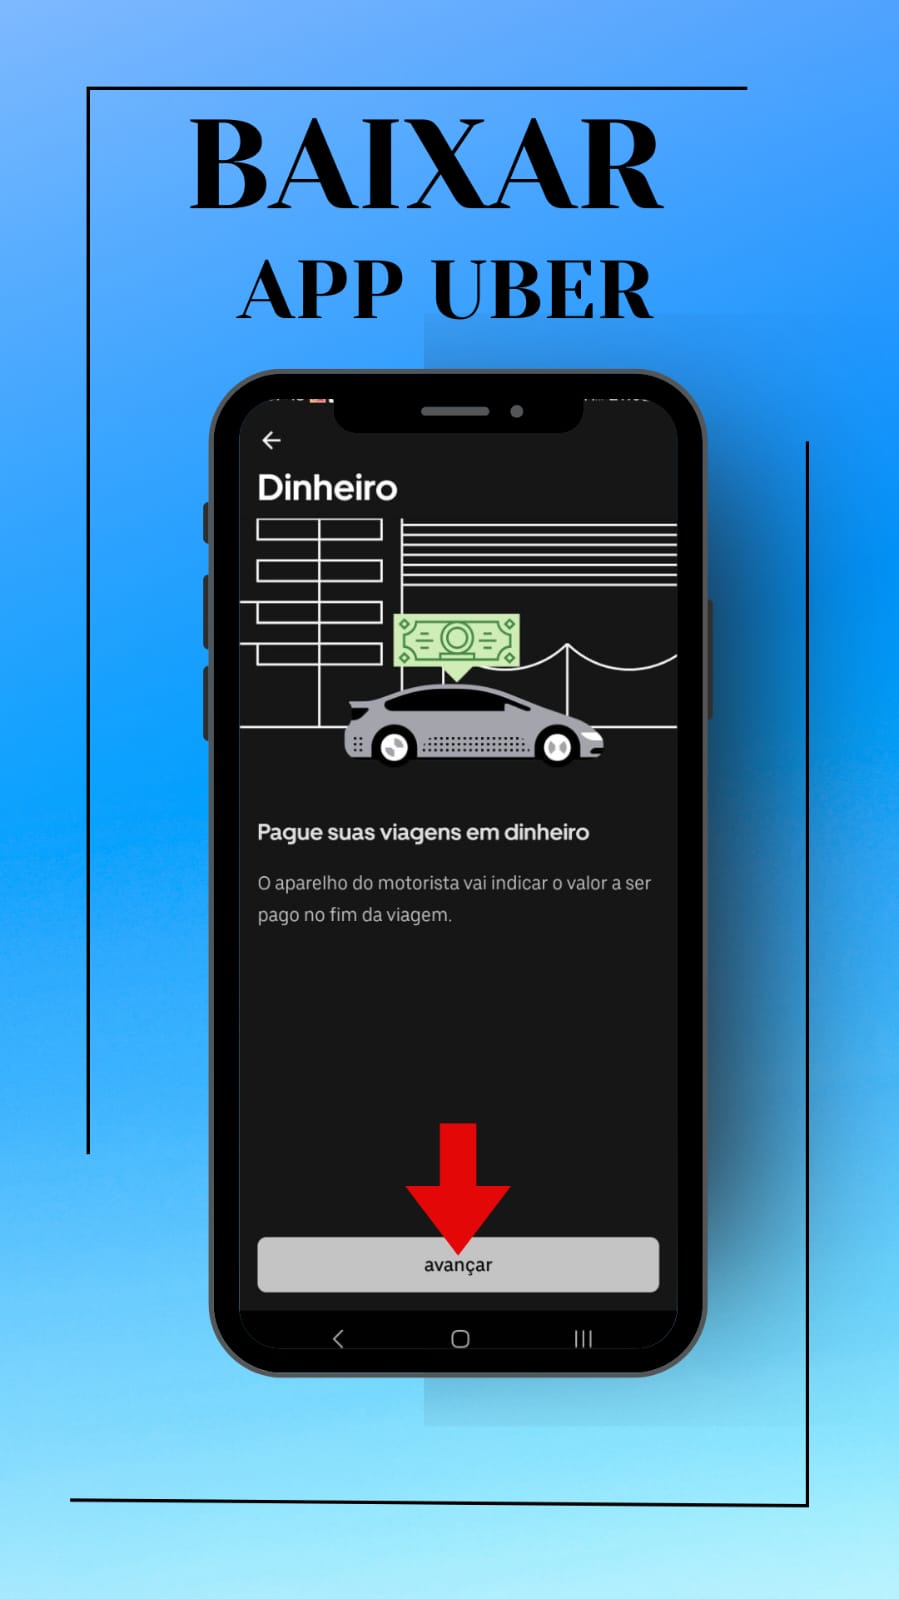 BAIXAR
APP UBER
Dinheiro
Pague suas viagens em dinheiro
O aparelho do motorista vai indicar o valor a ser
pago no fim da viagem.
avançar